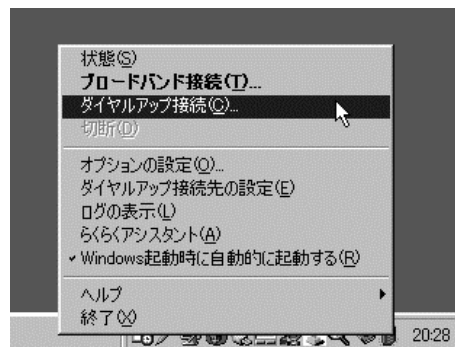 状態(S)
ブロードバンド接続(T)...
ダイヤルアップ接続(C)...
切断(D)
オプションの設定(O)...
ダイヤルアップ接続先の設定(E)
ログの表示(L)
らくらくアシスタント(A)
Windows起動時に自動的に起動する(R)
ヘルプ
終了(X)
20:28